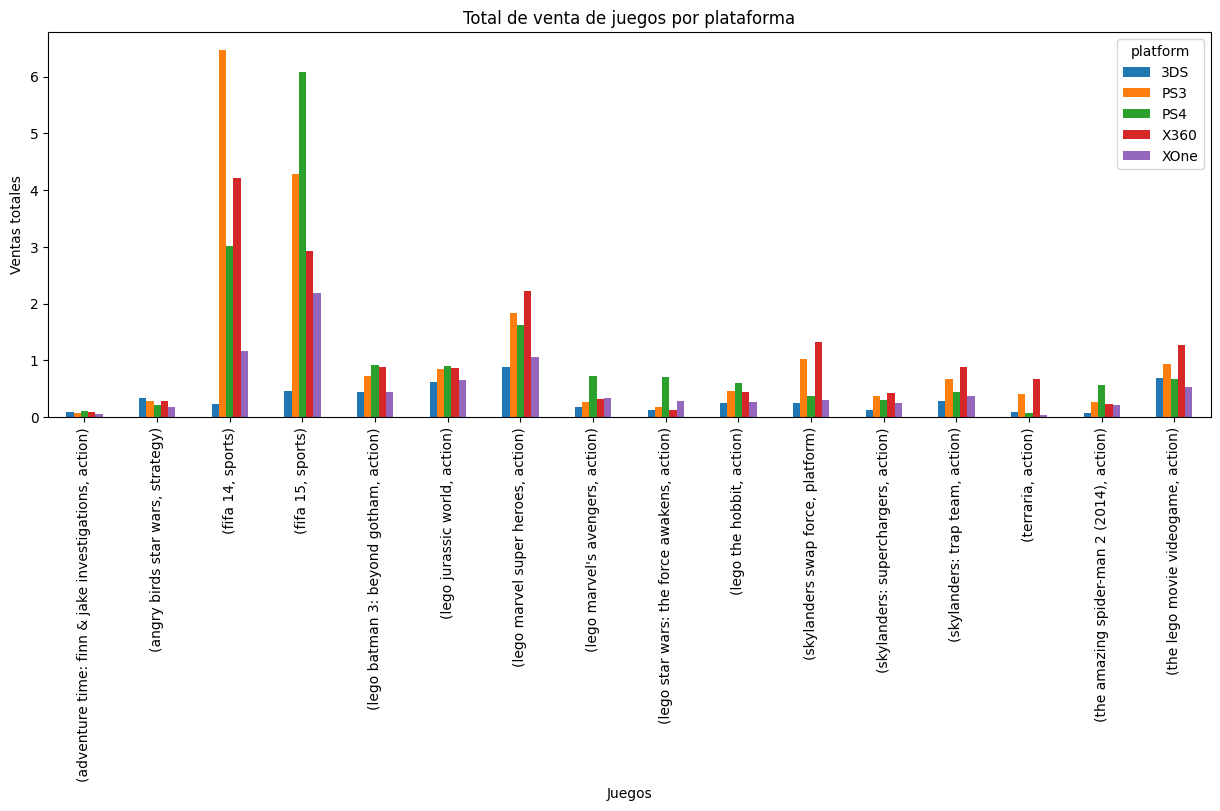 Total de venta de juegos por plataforma
platform
3DS
PS3
PS4
X360
XOne
Ventas totales
6
5
4
3
2
1
0
(adventure time: finn & jake investigations, action)
(angry birds star wars, strategy)
(fifa 14, sports)
(fifa 15, sports)
(lego batman 3: beyond gotham, action)
(lego jurassic world, action)
(lego marvel super heroes, action)
(lego marvel's avengers, action)
(lego star wars: the force awakens, action)
(lego the hobbit, action)
(skylanders swap force, platform)
(skylanders: superchargers, action)
(skylanders: trap team, action)
(terraria, action)
(the amazing spider-man 2 (2014), action)
(the lego movie videogame, action)
Juegos